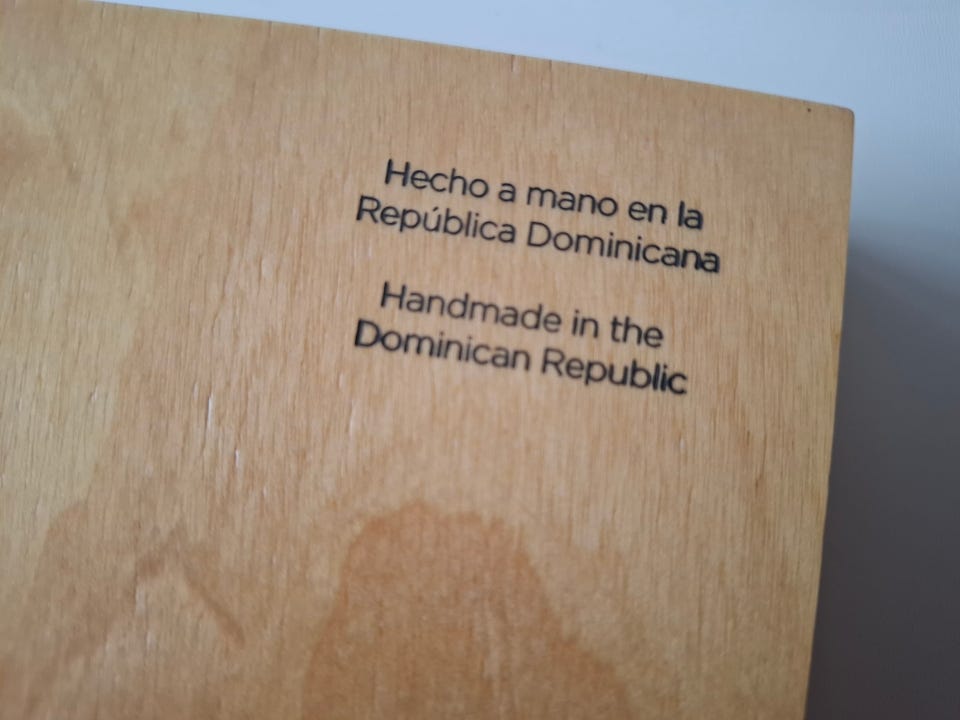 Hecho a mano en la
República Dominicana
Handmade in the
Dominican Republic